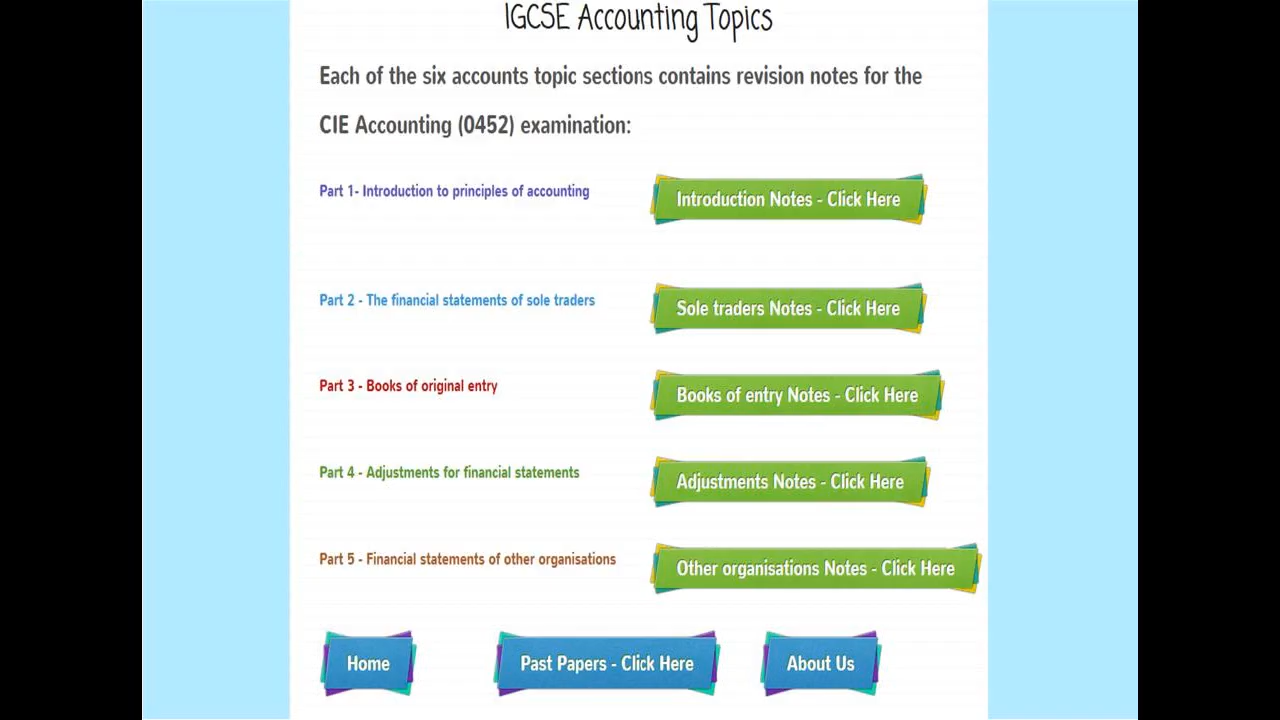 IGCSE Accounting Topics
Each of the six accounts topic sections contains revision notes for the
CIE Accounting (0452) examination:
Part 1- Introduction to principles of accounting
Introduction Notes - Click Here
Part 2 - The financial statements of sole traders
Sole traders Notes - Click Here
Part 3 - Books of original entry
Books of entry Notes - Click Here
Part 4 - Adjustments for financial statements
Adjustments Notes - Click Here
Part 5 - Financial statements of other organisations
Other organisations Notes - Click Here
Home
Past Papers - Click Here
About Us